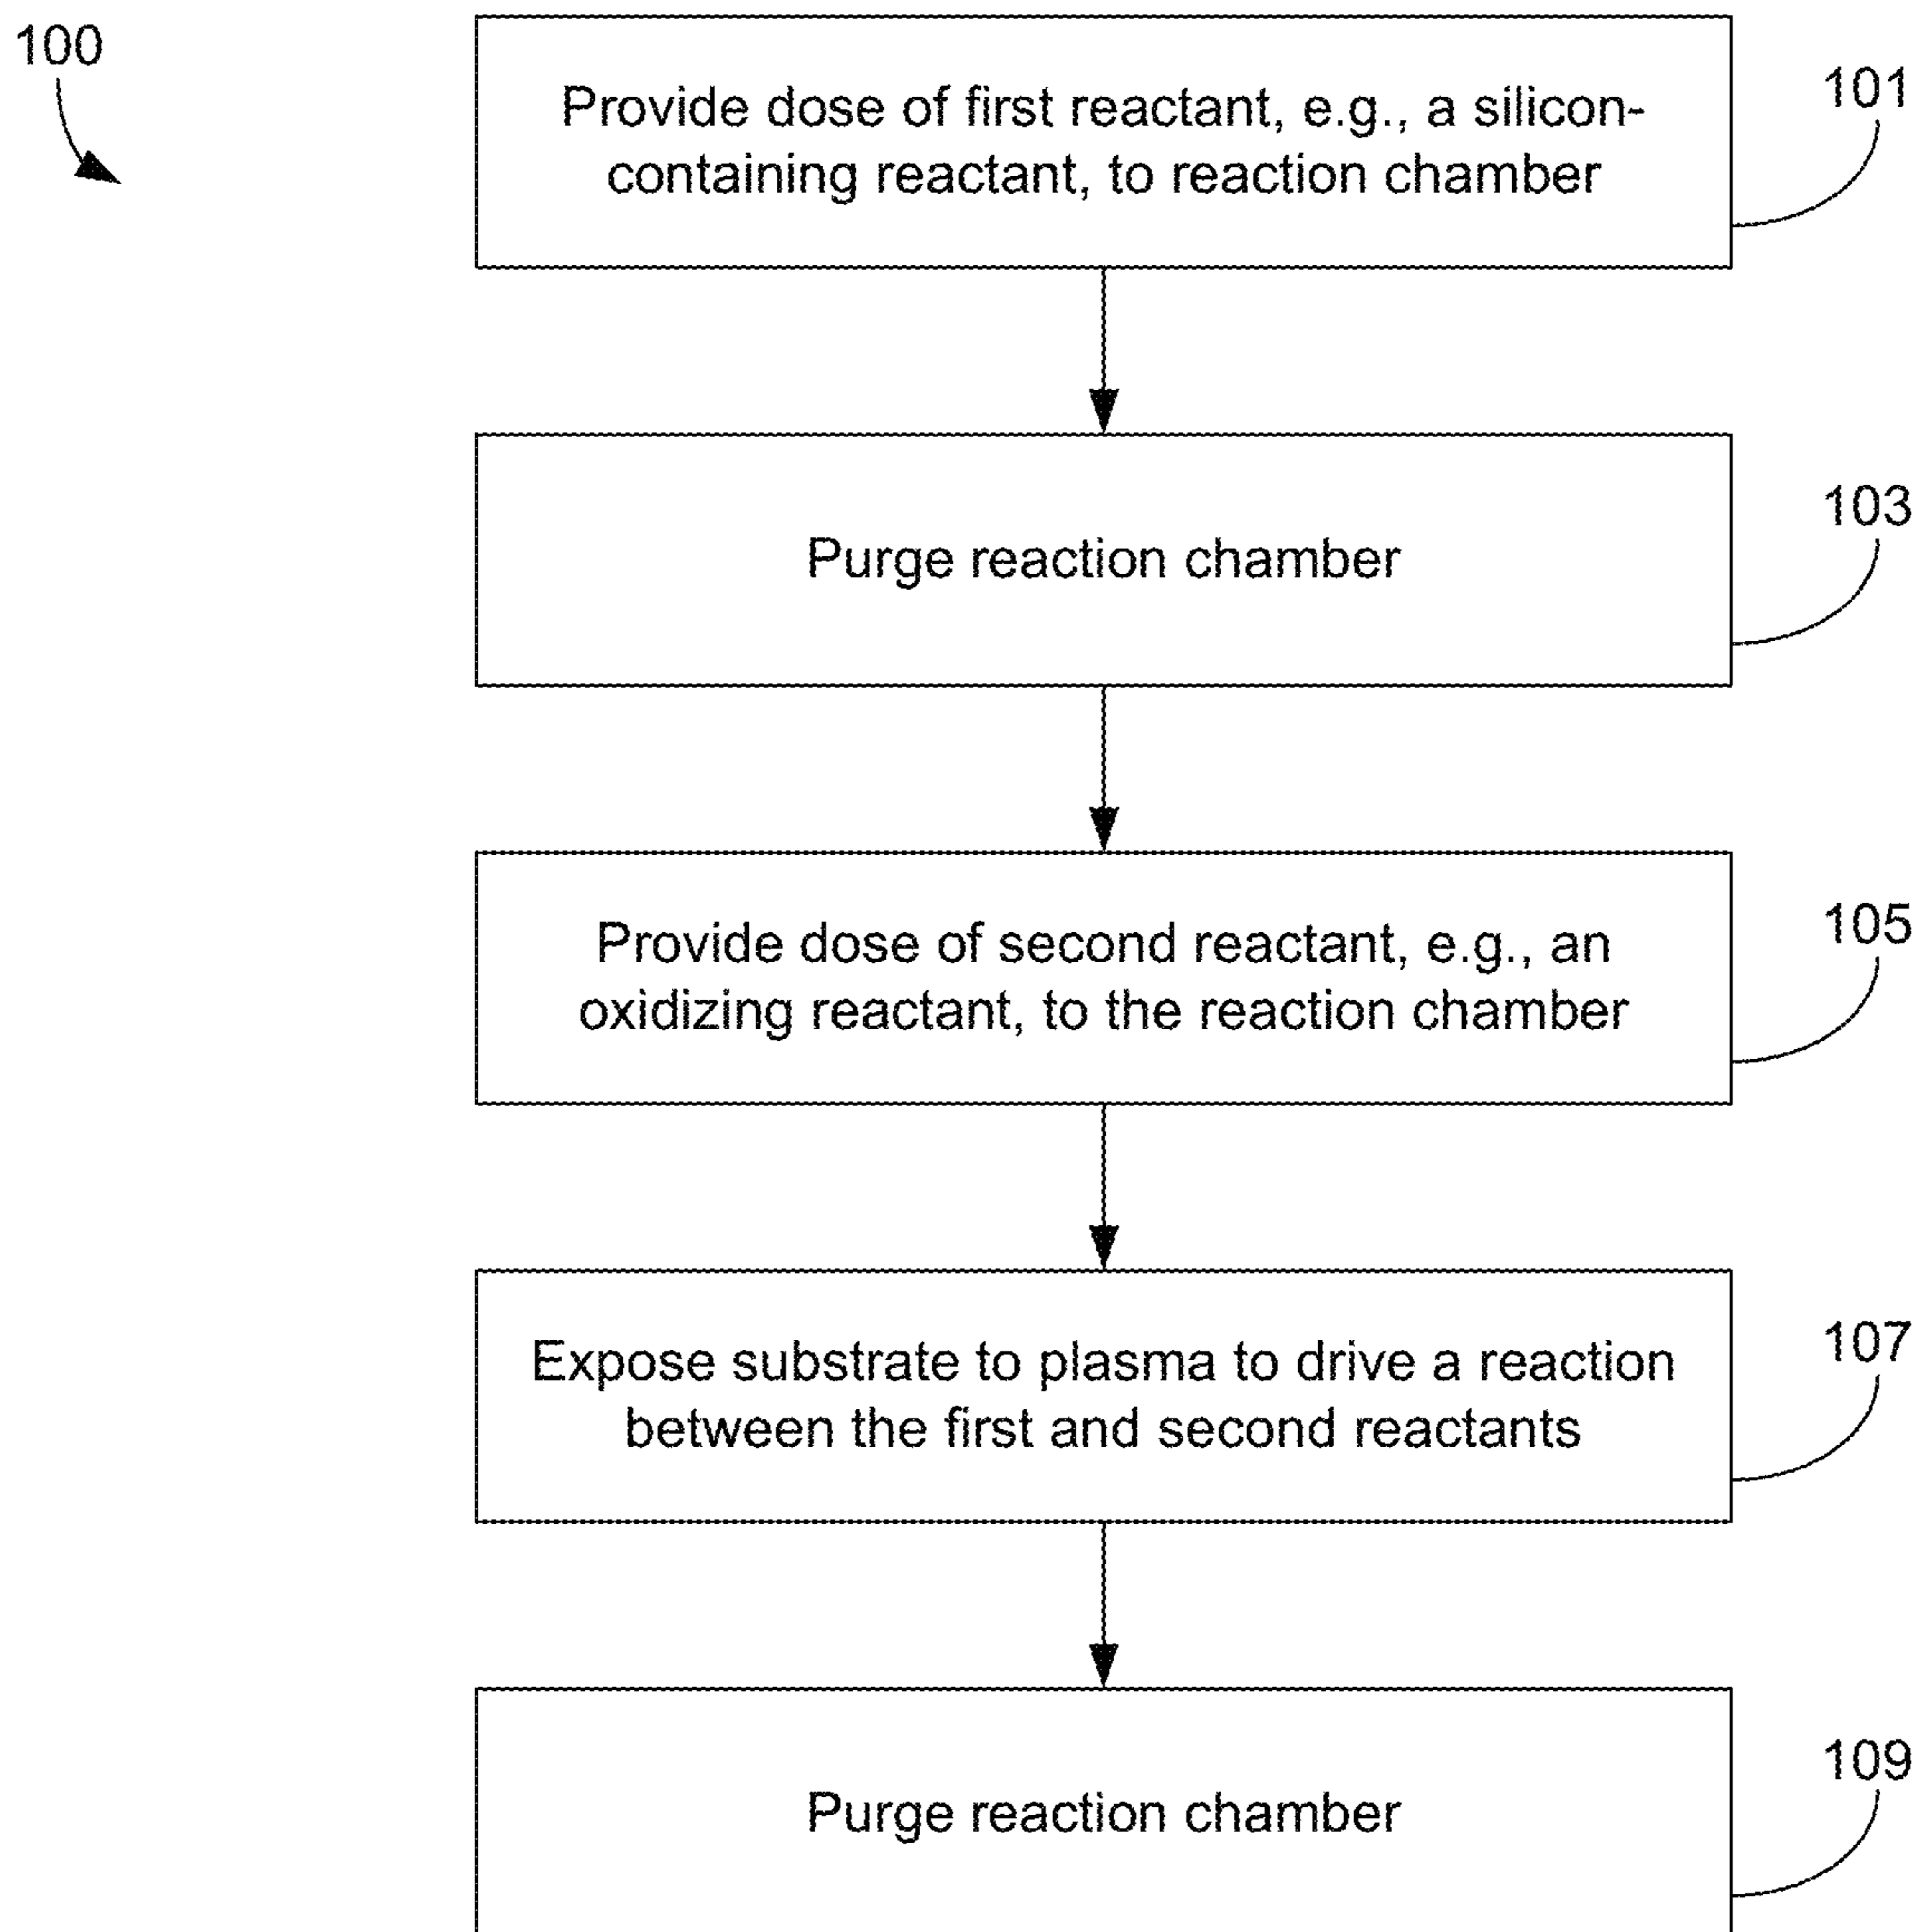 100
Provide dose of first reactant, e.g., a silicon-
containing reactant, to reaction chamber
101
Purge reaction chamber
103
Provide dose of second reactant, e.g., an
oxidizing reactant, to the reaction chamber
105
Expose substrate to plasma to drive a reaction
between the first and second reactants
107
Purge reaction chamber
109